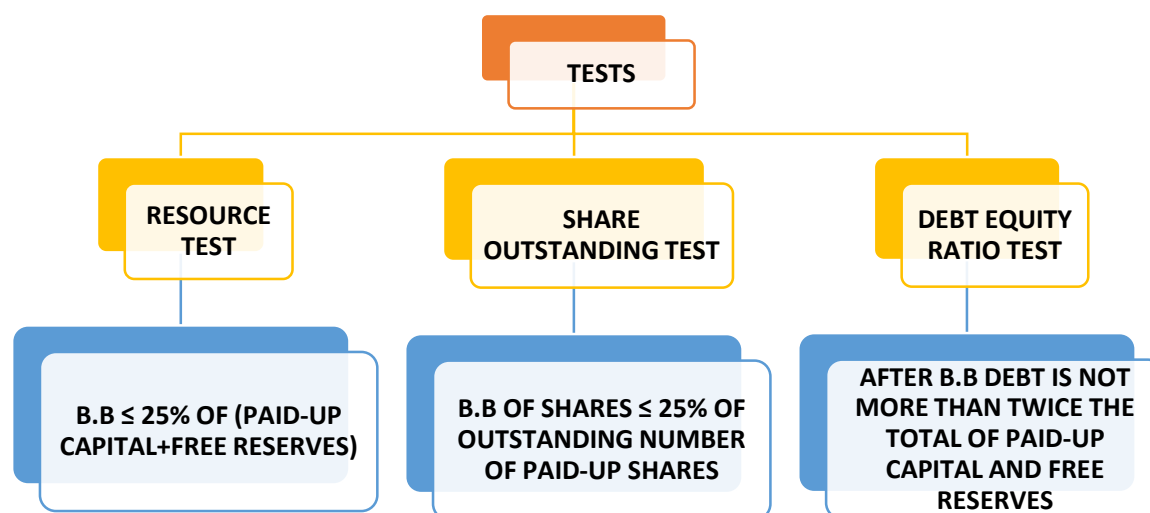 TESTS
RESOURCE
TEST
SHARE
OUTSTANDING TEST
DEBT EQUITY
RATIO TEST
B.B ≤ 25% OF (PAID-UP
CAPITAL+FREE RESERVES)
B.B OF SHARES ≤ 25% OF
OUTSTANDING NUMBER
OF PAID-UP SHARES
AFTER B.B DEBT IS NOT
MORE THAN TWICE THE
TOTAL OF PAID-UP
CAPITAL AND FREE
RESERVES